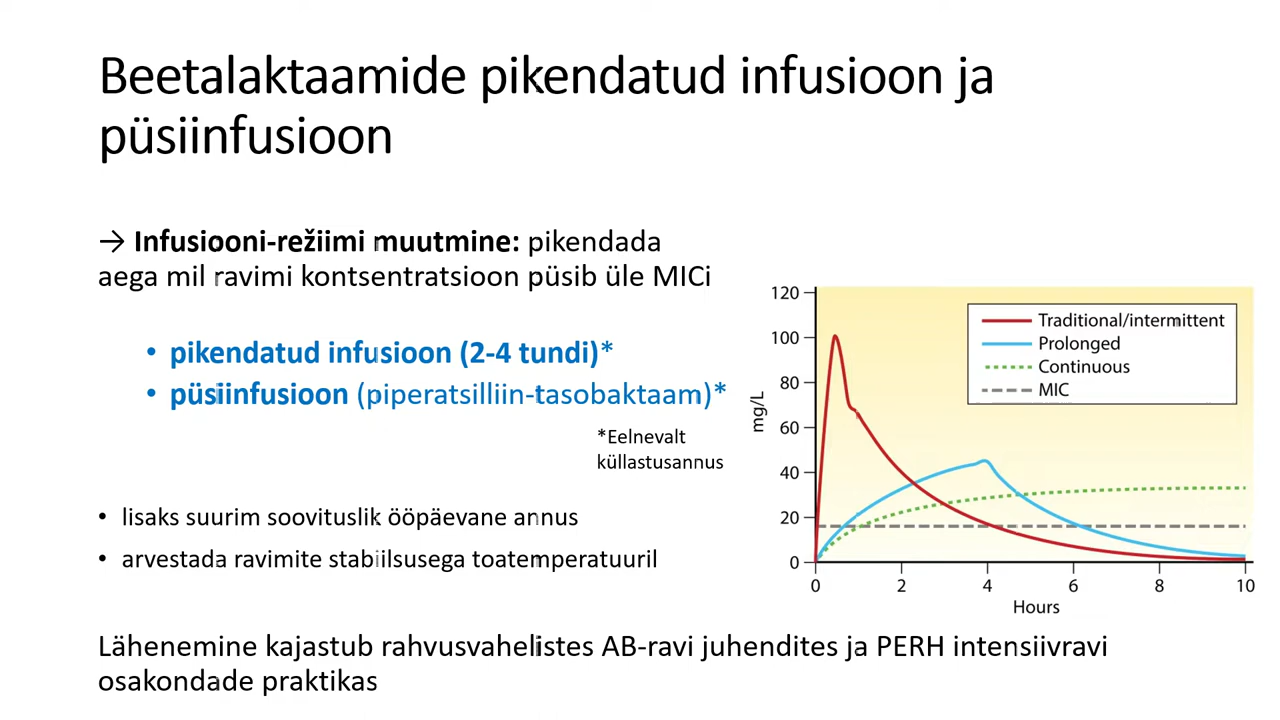 Beetalaktaamide pikendatud infusioon ja
püsiinfusioon
→ Infusiooni-režiimi muutmine: pikendada
aega mil ravimi kontsentratsioon püsib üle MICi
• pikendatud infusioon (2-4 tundi)*
• püsiinfusioon (piperatsilliin-tasobaktaam)*
*Eelnevalt
küllastusannus
• lisaks suurim soovituslik ööpäevane annus
• arvestada ravimite stabiilsusega toatemperatuuril
120
100
80
60
40
20
0
mg/L
Traditional/intermittent
Prolonged
Continuous
MIC
0 2 4 6 8 10
Hours
Lähenemine kajastub rahvusvahelistes AB-ravi juhendites ja PERH intensiivravi
osakondade praktikas